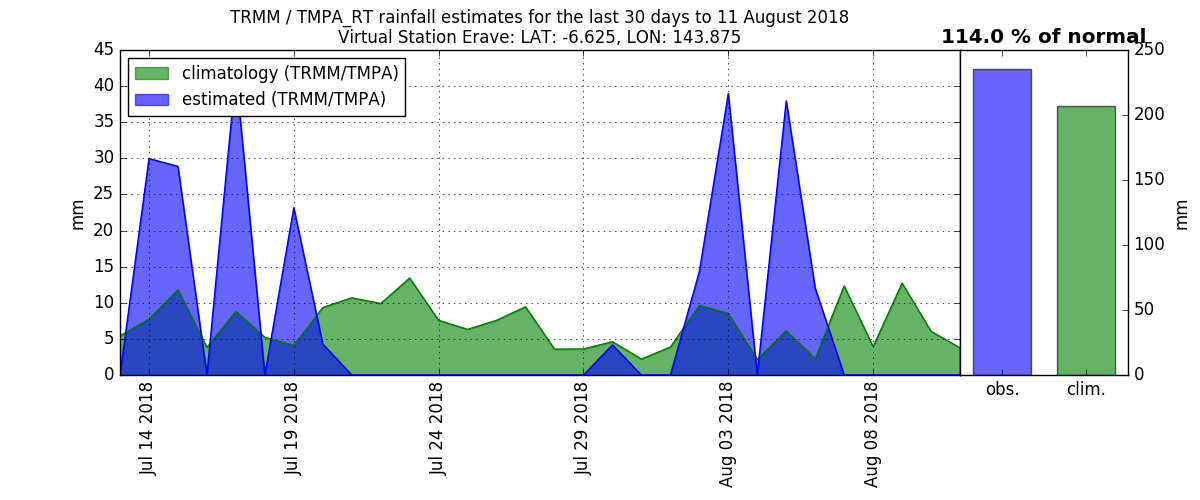 TRMM / TMPA_RT rainfall estimates for the last 30 days to 11 August 2018
Virtual Station Erave: LAT: -6.625, LON: 143.875
114.0 % of normal
climatology (TRMM/TMPA)
estimated (TRMM/TMPA)
mm
45
40
35
30
25
20
15
10
5
0
Jul 14 2018
Jul 19 2018
Jul 24 2018
Jul 29 2018
Aug 03 2018
Aug 08 2018
obs.
clim.
250
200
150
100
50
0
mm